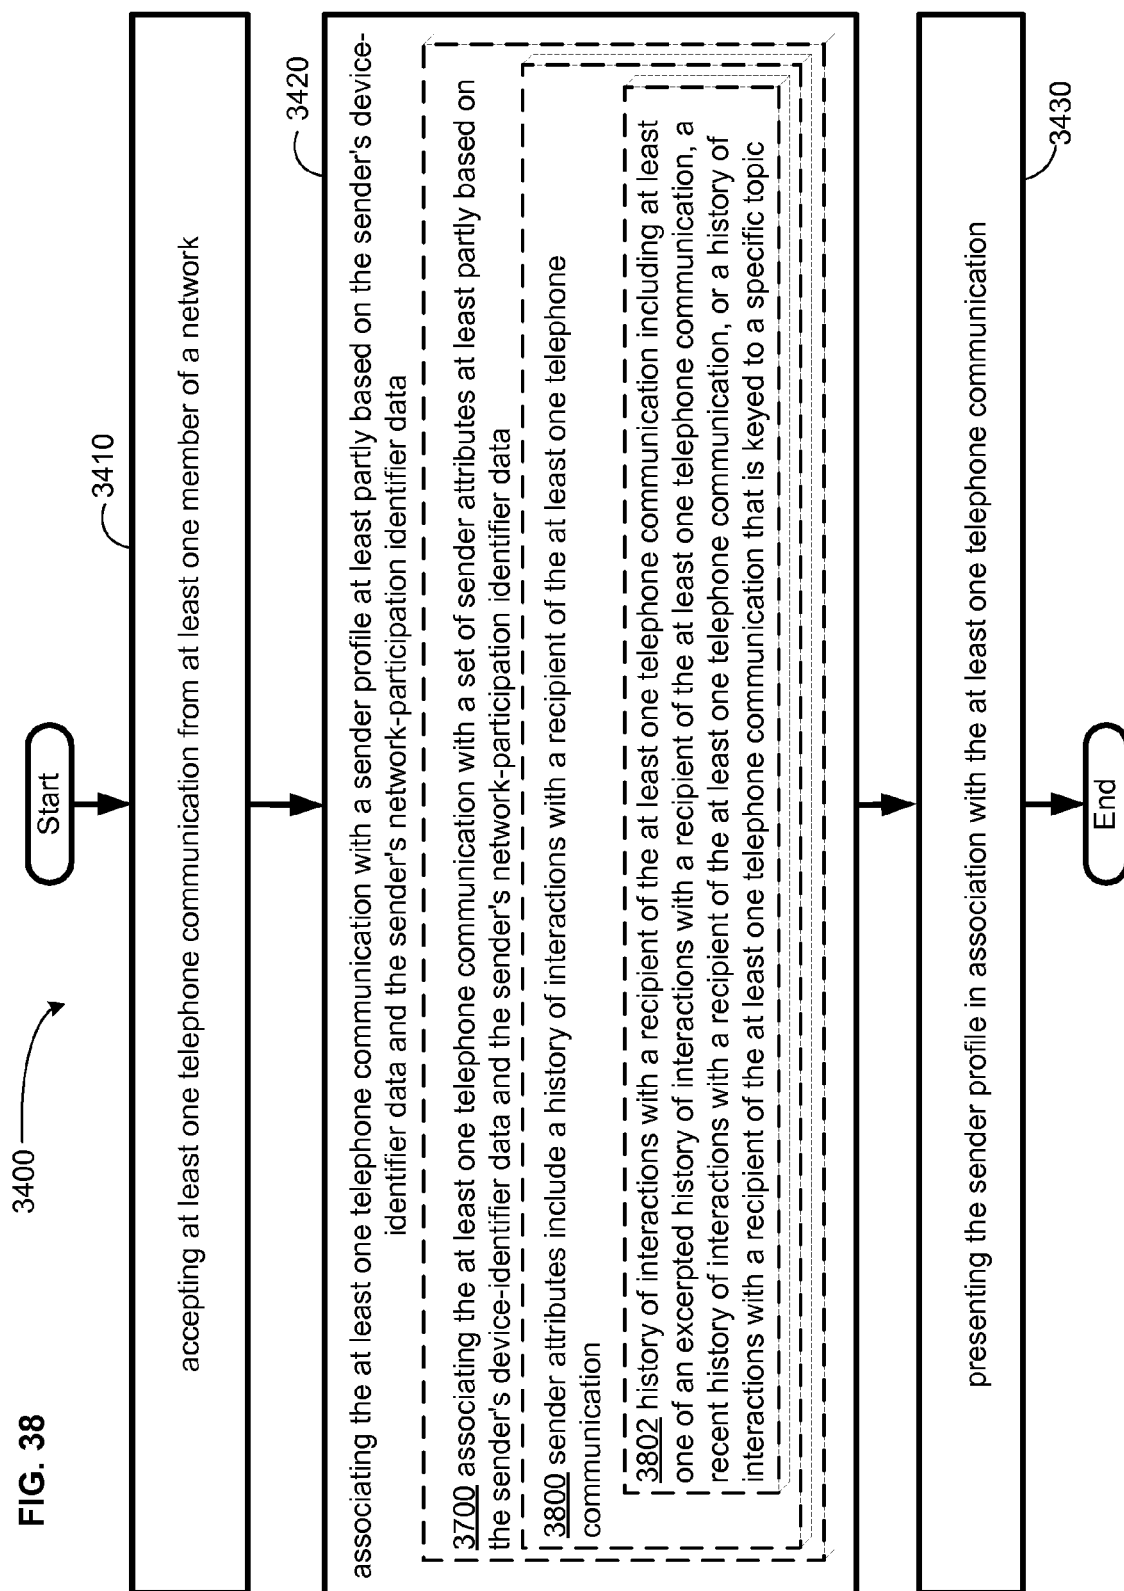 FIG. 38
3400
Start
3410
accepting at least one telephone communication from at least one member of a network
3420
associating the at least one telephone communication with a sender profile at least partly based on the sender's device-
identifier data and the sender's network-participation identifier data
3700 associating the at least one telephone communication with a set of sender attributes at least partly based on
the sender's device-identifier data and the sender's network-participation identifier data
3800 sender attributes include a history of interactions with a recipient of the at least one telephone
communication
3802 history of interactions with a recipient of the at least one telephone communication including at least
one of an excerpted history of interactions with a recipient of the at least one telephone communication, a
recent history of interactions with a recipient of the at least one telephone communication, or a history of
interactions with a recipient of the at least one telephone communication that is keyed to a specific topic
3430
presenting the sender profile in association with the at least one telephone communication
End